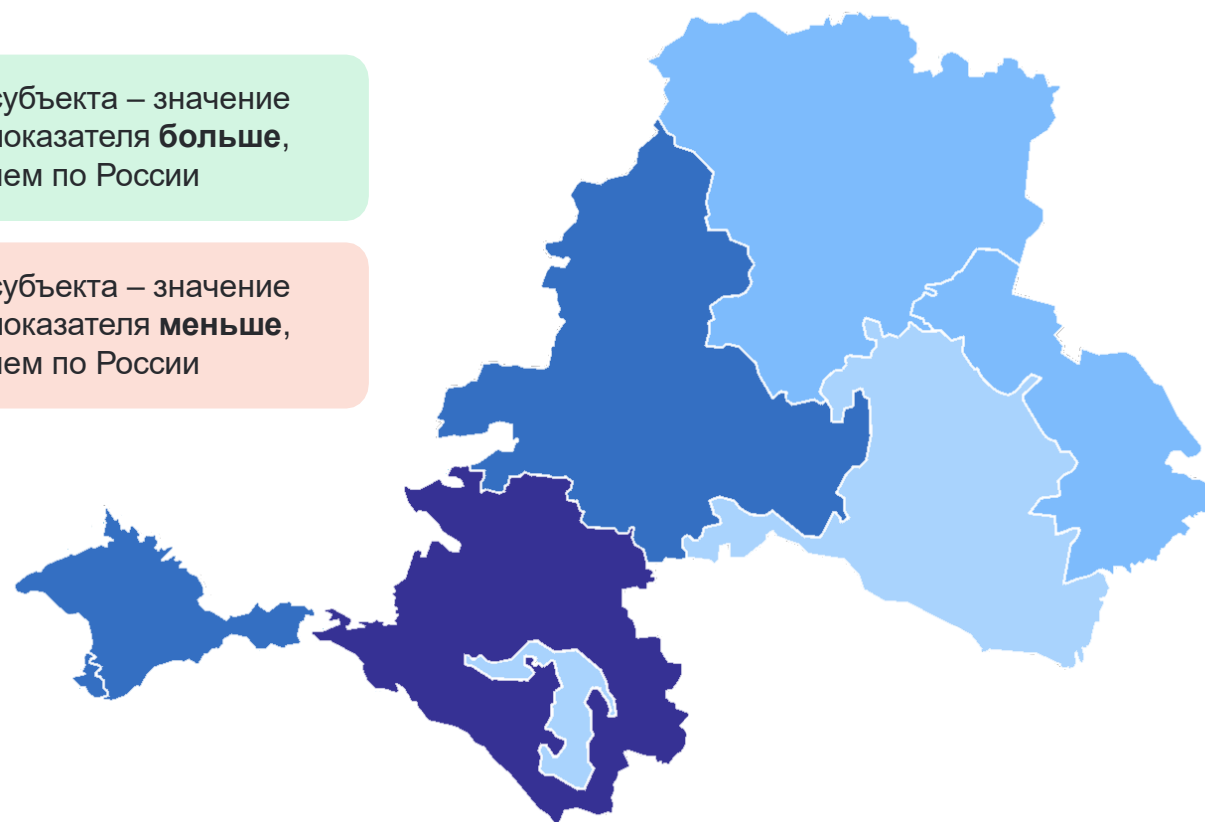 субъекта – значение
показателя больше,
чем по России
субъекта – значение
показателя меньше,
чем по России